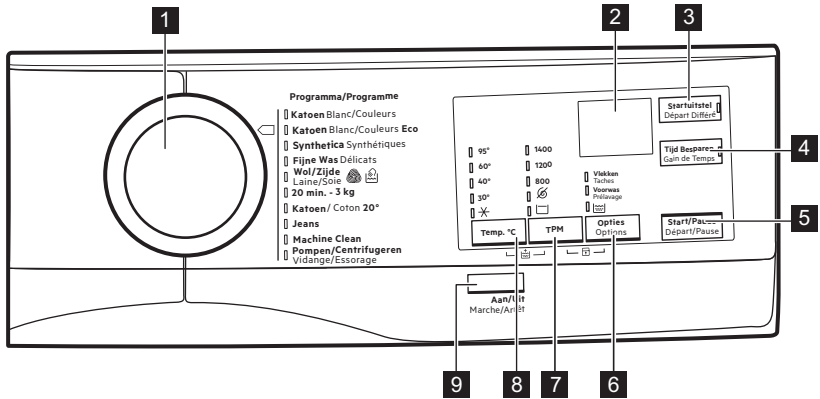 1
2
3
Programma/Programme
Katoen Blanc/Couleurs
Katoen Blanc/Couleurs Eco
Synthetica Synthétiques
Fijne Was Délicats
Wol/Zijde
Laine/Soie
20 min. - 3 kg
Katoen/ Coton 20°
Jeans
Machine Clean
Pompen/Centrifugeren
Vidange/Essorage
95°
60°
40°
30°
1400
1200
800
Vlekken
Taches
Voorwas
Prélavage
Startuitstel
Départ Différé
Tijd Besparen
Gain de Temps
4
Temp. °C
TPM
Opties
Options
Start/Pauze
Départ/Pause
5
Aan/Uit
Marche/Arrêt
9
8
7
6